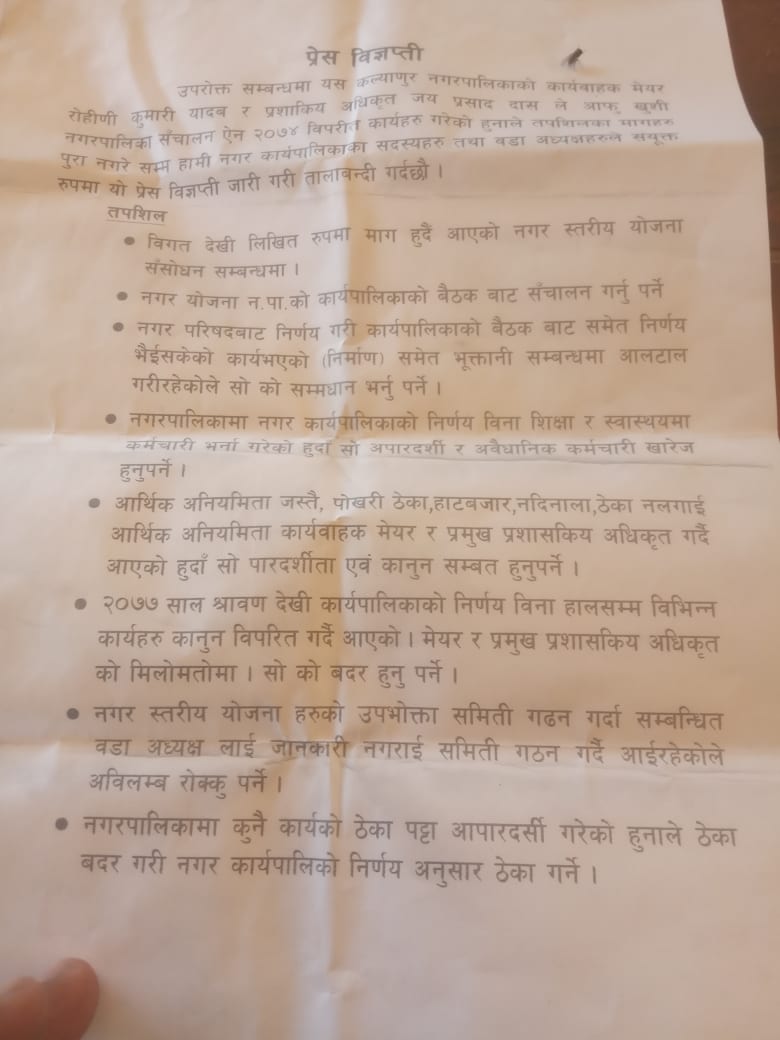 प्रेस विज्ञप्ती
उपरोक्त सम्बन्धमा यस कल्याणुर नगरपालिकाको कार्यवाहक मेयर
रोहीणी कुमारी यादब र प्रशाकिय अधिकृत जय प्रसाद दास ले आफू खुशी
नगरपालिका सँचालन ऐन २०७४ विपरीत कार्यहरु गरेको हुनाले तपशिलका मागहरु
पुरा नगरे सम्म हामी नगर कार्यपालिकाका सदस्यहरु तथा वडा अध्यक्षहरुले सयूक्त
रुपमा यो प्रेस विज्ञप्ती जारी गरी तालाबन्दी गर्दछौ ।
तपशिल
● विगत देखी लिखित रुपमा माग हुदैं आएको नगर स्तरीय योजना
सँसोधन सम्बन्धमा ।
● नगर योजना न.पा.को कार्यपालिकाको बैठक बाट सँचालन गर्नु पर्ने
● नगर परिषदबाट निर्णय गरी कार्यपालिकाको बैठक बाट समेत निर्णय
भैईसकेको कार्यभएको (निर्माण) समेत भूक्तानी सम्बन्धमा आलटाल
गरीरहेकोले सो को सम्मधान भर्नु पर्ने ।
● नगरपालिकामा नगर कार्यपालिकाको निर्णय विना शिक्षा र स्वास्थयमा
कर्मचारी भर्ना गरेको हुदाँ सो अपारदर्शी र अवैधानिक कर्मचारी खारेज
हुनुपर्ने ।
● आर्थिक अनियमिता जस्तै, पोखरी ठेका,हाटबजार,नदिनाला,ठेका नलगाई
आर्थिक अनियमिता कार्यवाहक मेयर र प्रमुख प्रशासकिय अधिकृत गर्दै
आएको हुदाँ सो पारदर्शीता एवं कानुन सम्बत हुनुपर्ने ।
● २०७७ साल श्रावण देखी कार्यपालिकाको निर्णय विना हालसम्म विभिन्न
कार्यहरु कानुन विपरित गर्दै आएको । मेयर र प्रमुख प्रशासकिय अधिकृत
को मिलोमतोमा । सो को बदर हुनु पर्ने ।
● नगर स्तरीय योजना हरुको उपभोक्ता समिती गढन गर्दा सम्बन्धित
वडा अध्यक्ष लाई जानकारी नगराई समिती गठन गर्दै आईरहेकोले
अविलम्ब रोक्कु पर्ने ।
● नगरपालिकामा कुनै कार्यको ठेका पट्टा आपारदर्सी गरेको हुनाले ठेका
बदर गरी नगर कार्यपालिको निर्णय अनुसार ठेका गर्ने ।